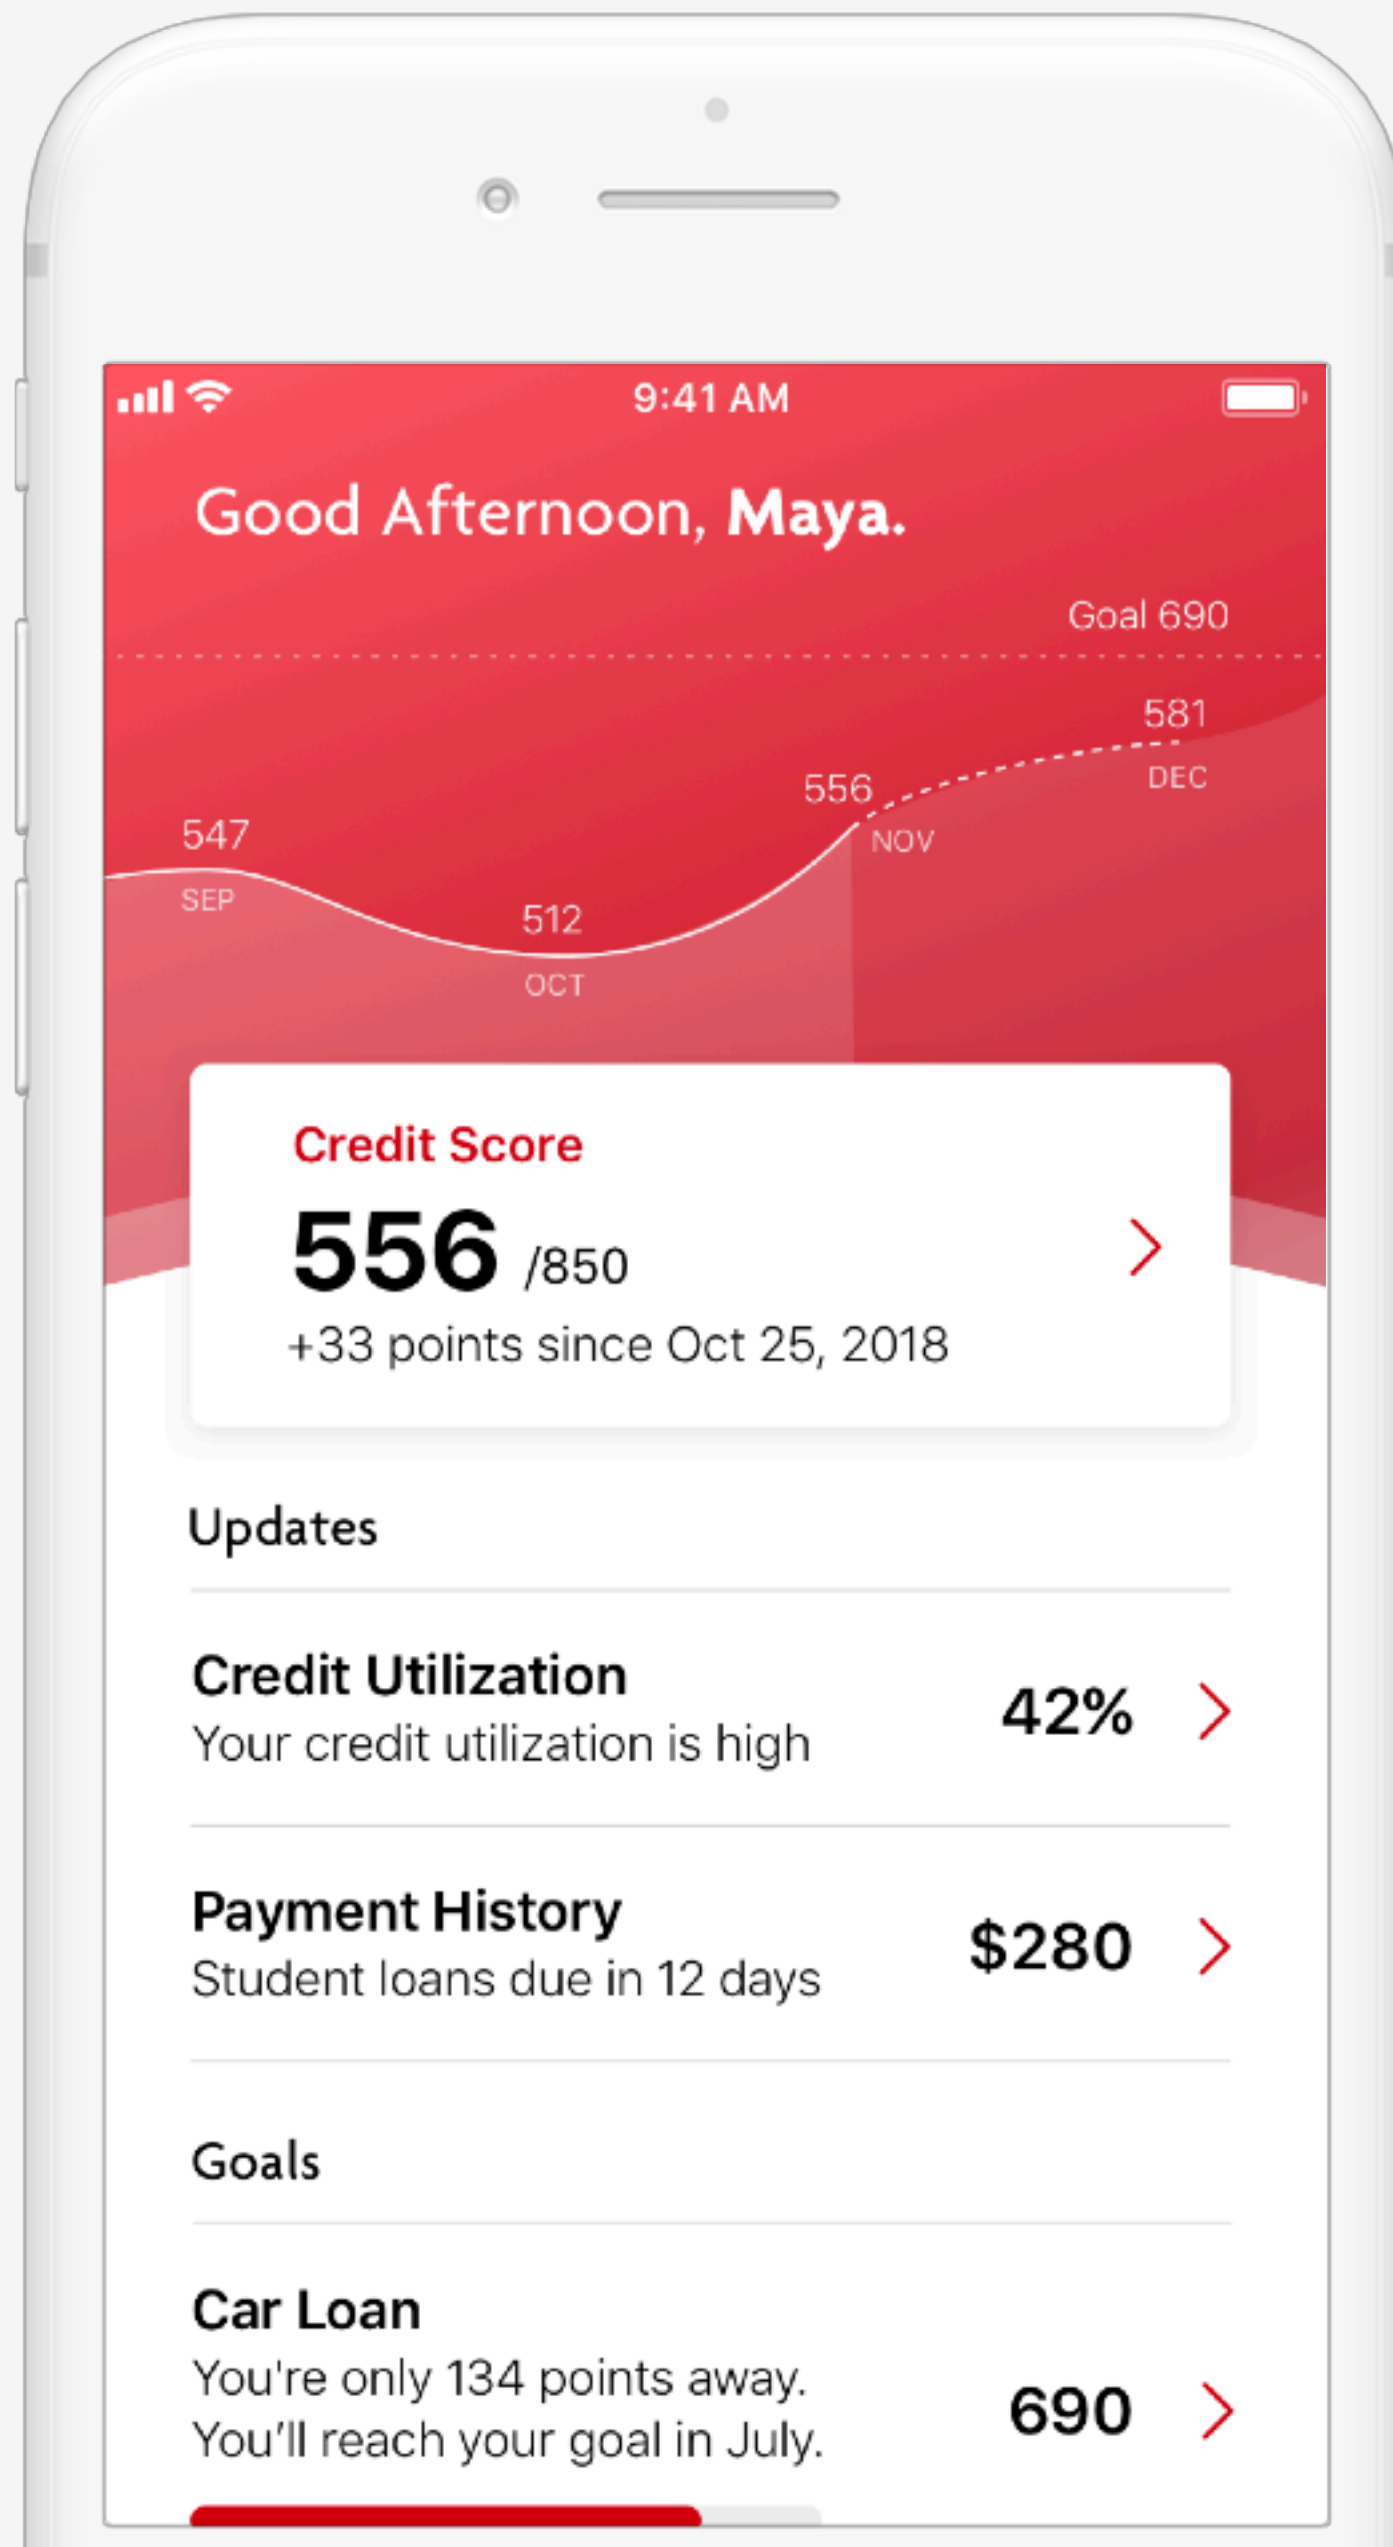 9:41 AM
Good Afternoon, Maya.
Goal 690
581
DEC
556
NOV
547
SEP
512
OCT
Credit Score
556 /850
+33 points since Oct 25, 2018
Updates
Credit Utilization
Your credit utilization is high
42%
Payment History
Student loans due in 12 days
$280
Goals
Car Loan
You're only 134 points away.
You’ll reach your goal in July.
690